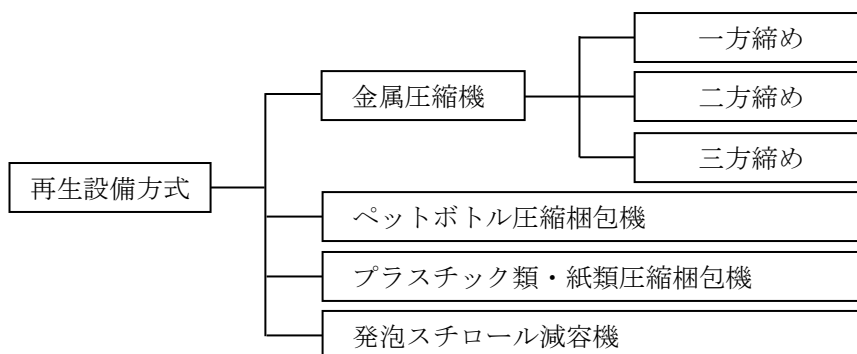 再生設備方式
金属圧縮機
一方締め
二方締め
三方締め
ペットボトル圧縮梱包機
プラスチック類・紙類圧縮梱包機
発泡スチロール減容機